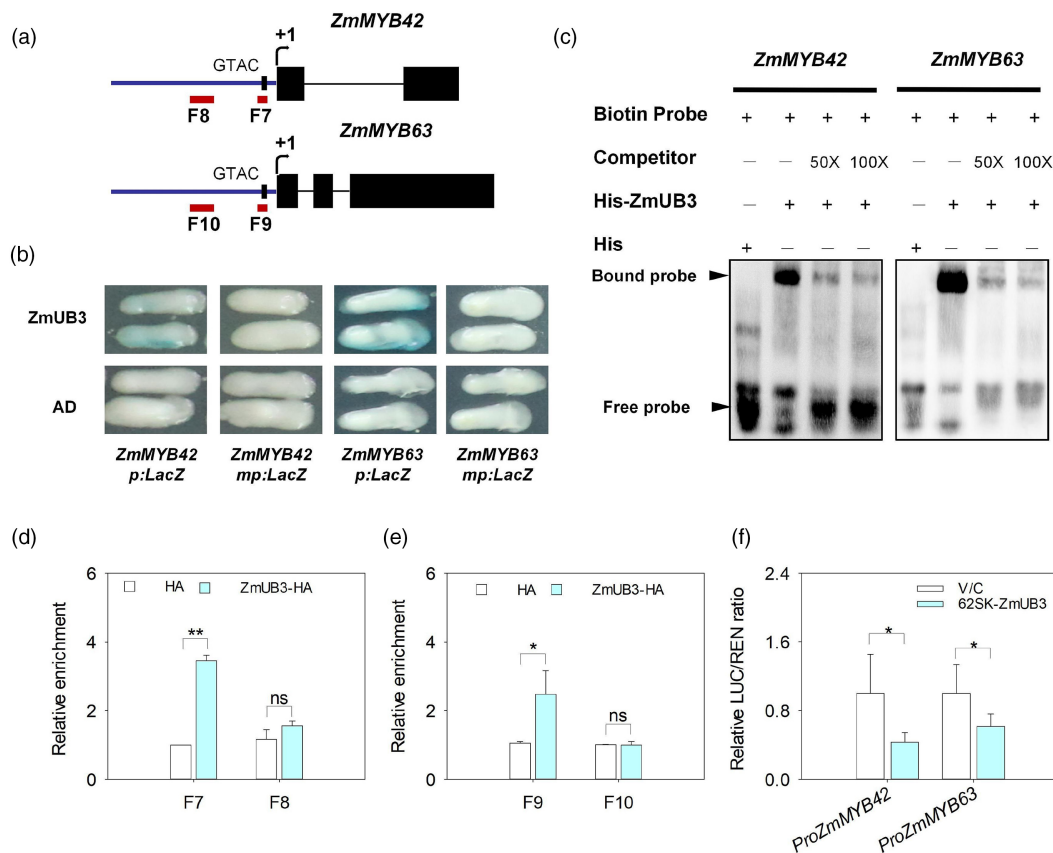 (a)
ZmMYB42
+1
GTAC
F8 F7
ZmMYB63
+1
GTAC
F10 F9
(b)
ZmUB3
AD
ZmMYB42 ZmMYB42 ZmMYB63 ZmMYB63
p:LacZ mp:LacZ p:LacZ mp:LacZ
(c)
ZmMYB42 ZmMYB63
Biotin Probe + + + + + + + +
Competitor — — 50X 100X — — 50X 100X
His-ZmUB3 — + + + — + + +
His + — — — + — — —
Bound probe
Free probe
(d)
Relative enrichment
6
4
2
0
HA ZmUB3-HA
**
ns
F7 F8
(e)
Relative enrichment
6
4
2
0
HA ZmUB3-HA
*
ns
F9 F10
(f)
Relative LUC/REN ratio
2.4
1.6
0.8
0.0
V/C
62SK-ZmUB3
*
*
ProZmMYB42
ProZmMYB63